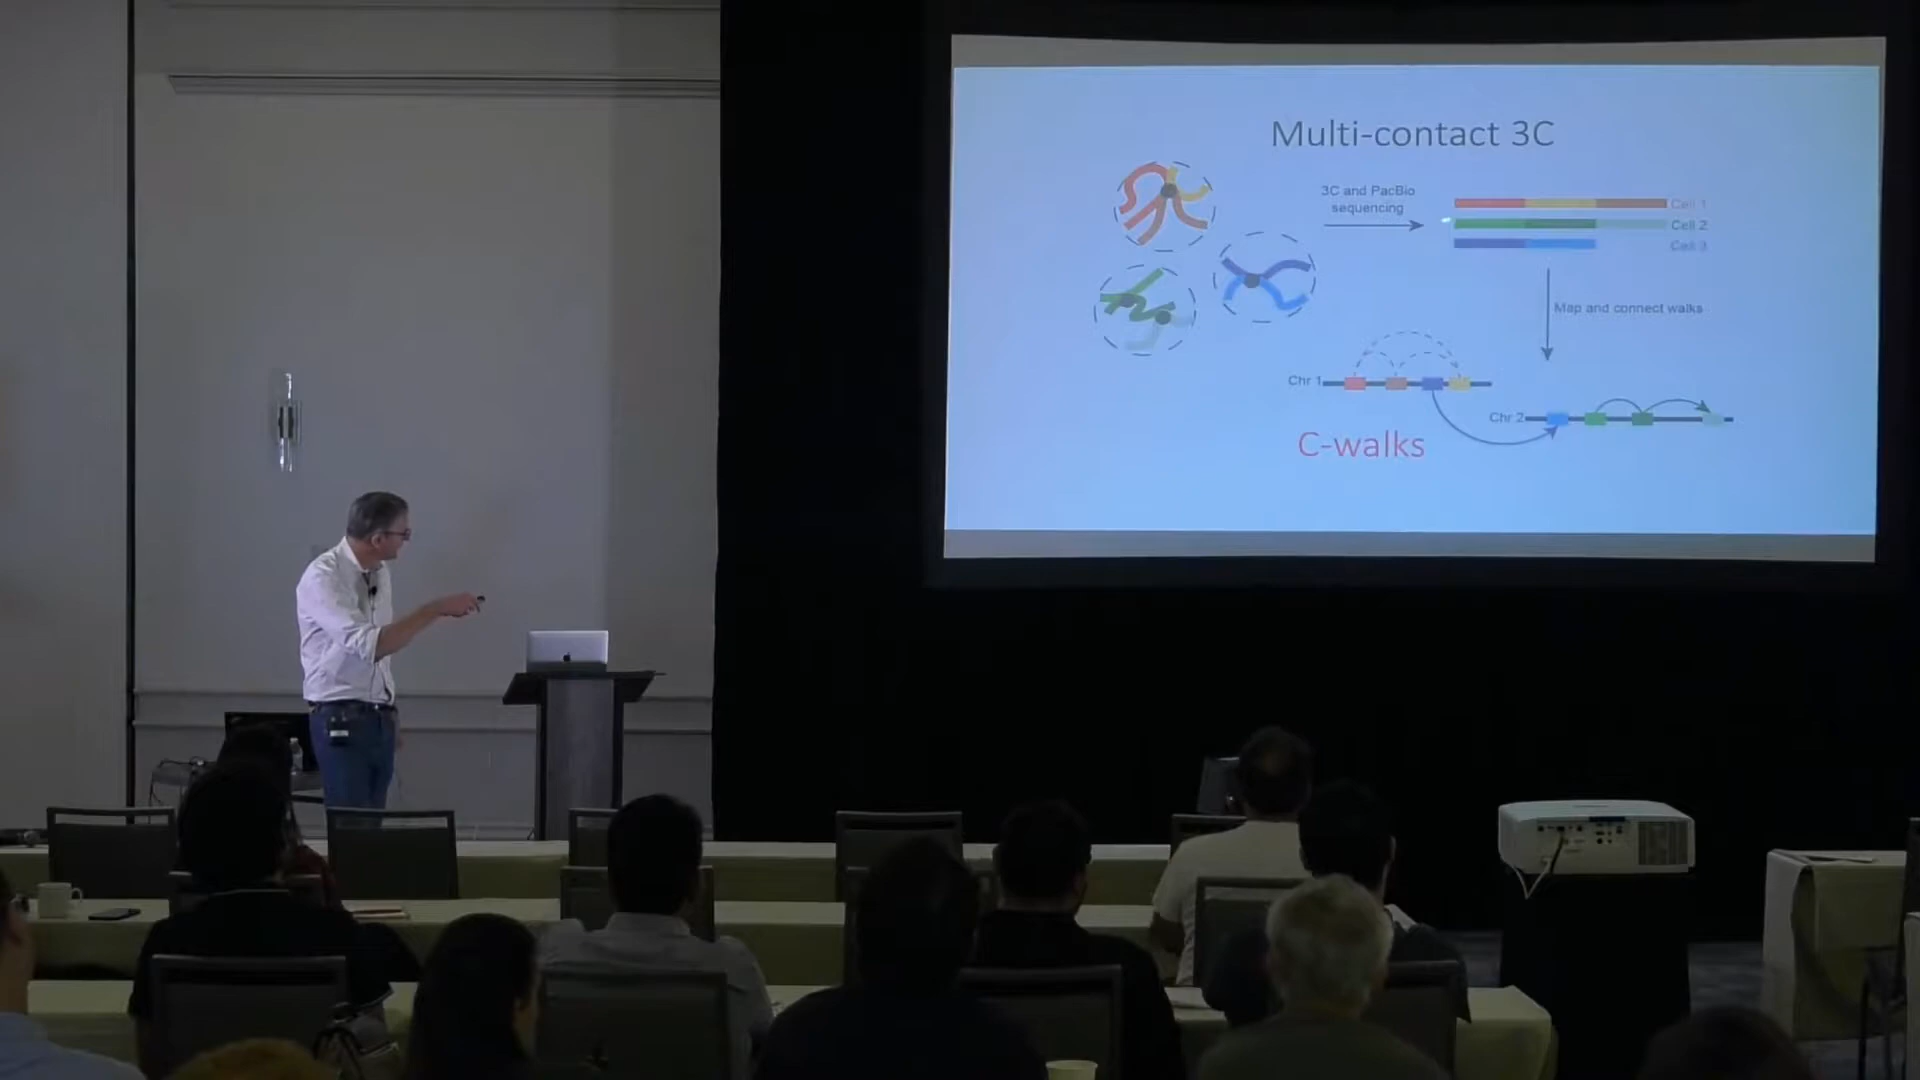 Multi-contact 3C
3C and PacBio
sequencing
Cell 1
Cell 2
Cell 3
Map and connect walks
Chr 1
Chr 2
C-walks